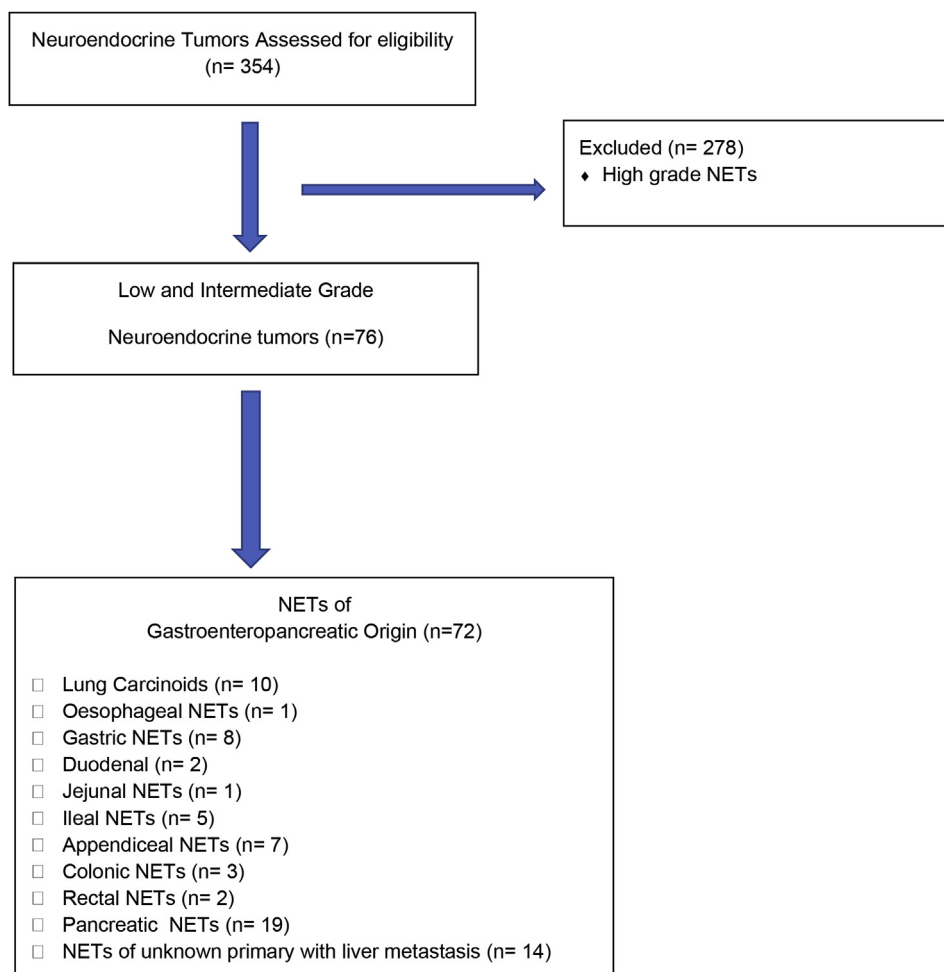 Neuroendocrine Tumors Assessed for eligibility
(n= 354)
Excluded (n= 278)
♦ High grade NETs
Low and Intermediate Grade
Neuroendocrine tumors (n=76)
NETs of
Gastroenteropancreatic Origin (n=72)
□ Lung Carcinoids (n= 10)
□ Oesophageal NETs (n= 1)
□ Gastric NETs (n= 8)
□ Duodenal (n= 2)
□ Jejunal NETs (n= 1)
□ Ileal NETs (n= 5)
□ Appendiceal NETs (n= 7)
□ Colonic NETs (n= 3)
□ Rectal NETs (n= 2)
□ Pancreatic NETs (n= 19)
□ NETs of unknown primary with liver metastasis (n= 14)